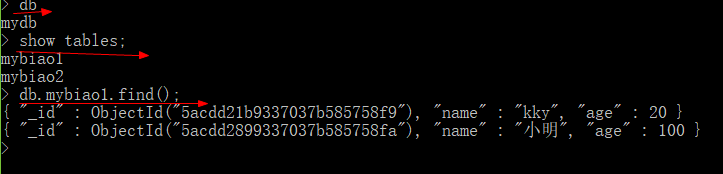 > db
mydb
> show tables;
mybiao1
mybiao2
> db.mybiao1.find();
{ "_id" : ObjectId("5acdd21b9337037b585758f9"), "name" : "kky", "age" : 20 }
{ "_id" : ObjectId("5acdd2899337037b585758fa"), "name" : "小明", "age" : 100 }
>